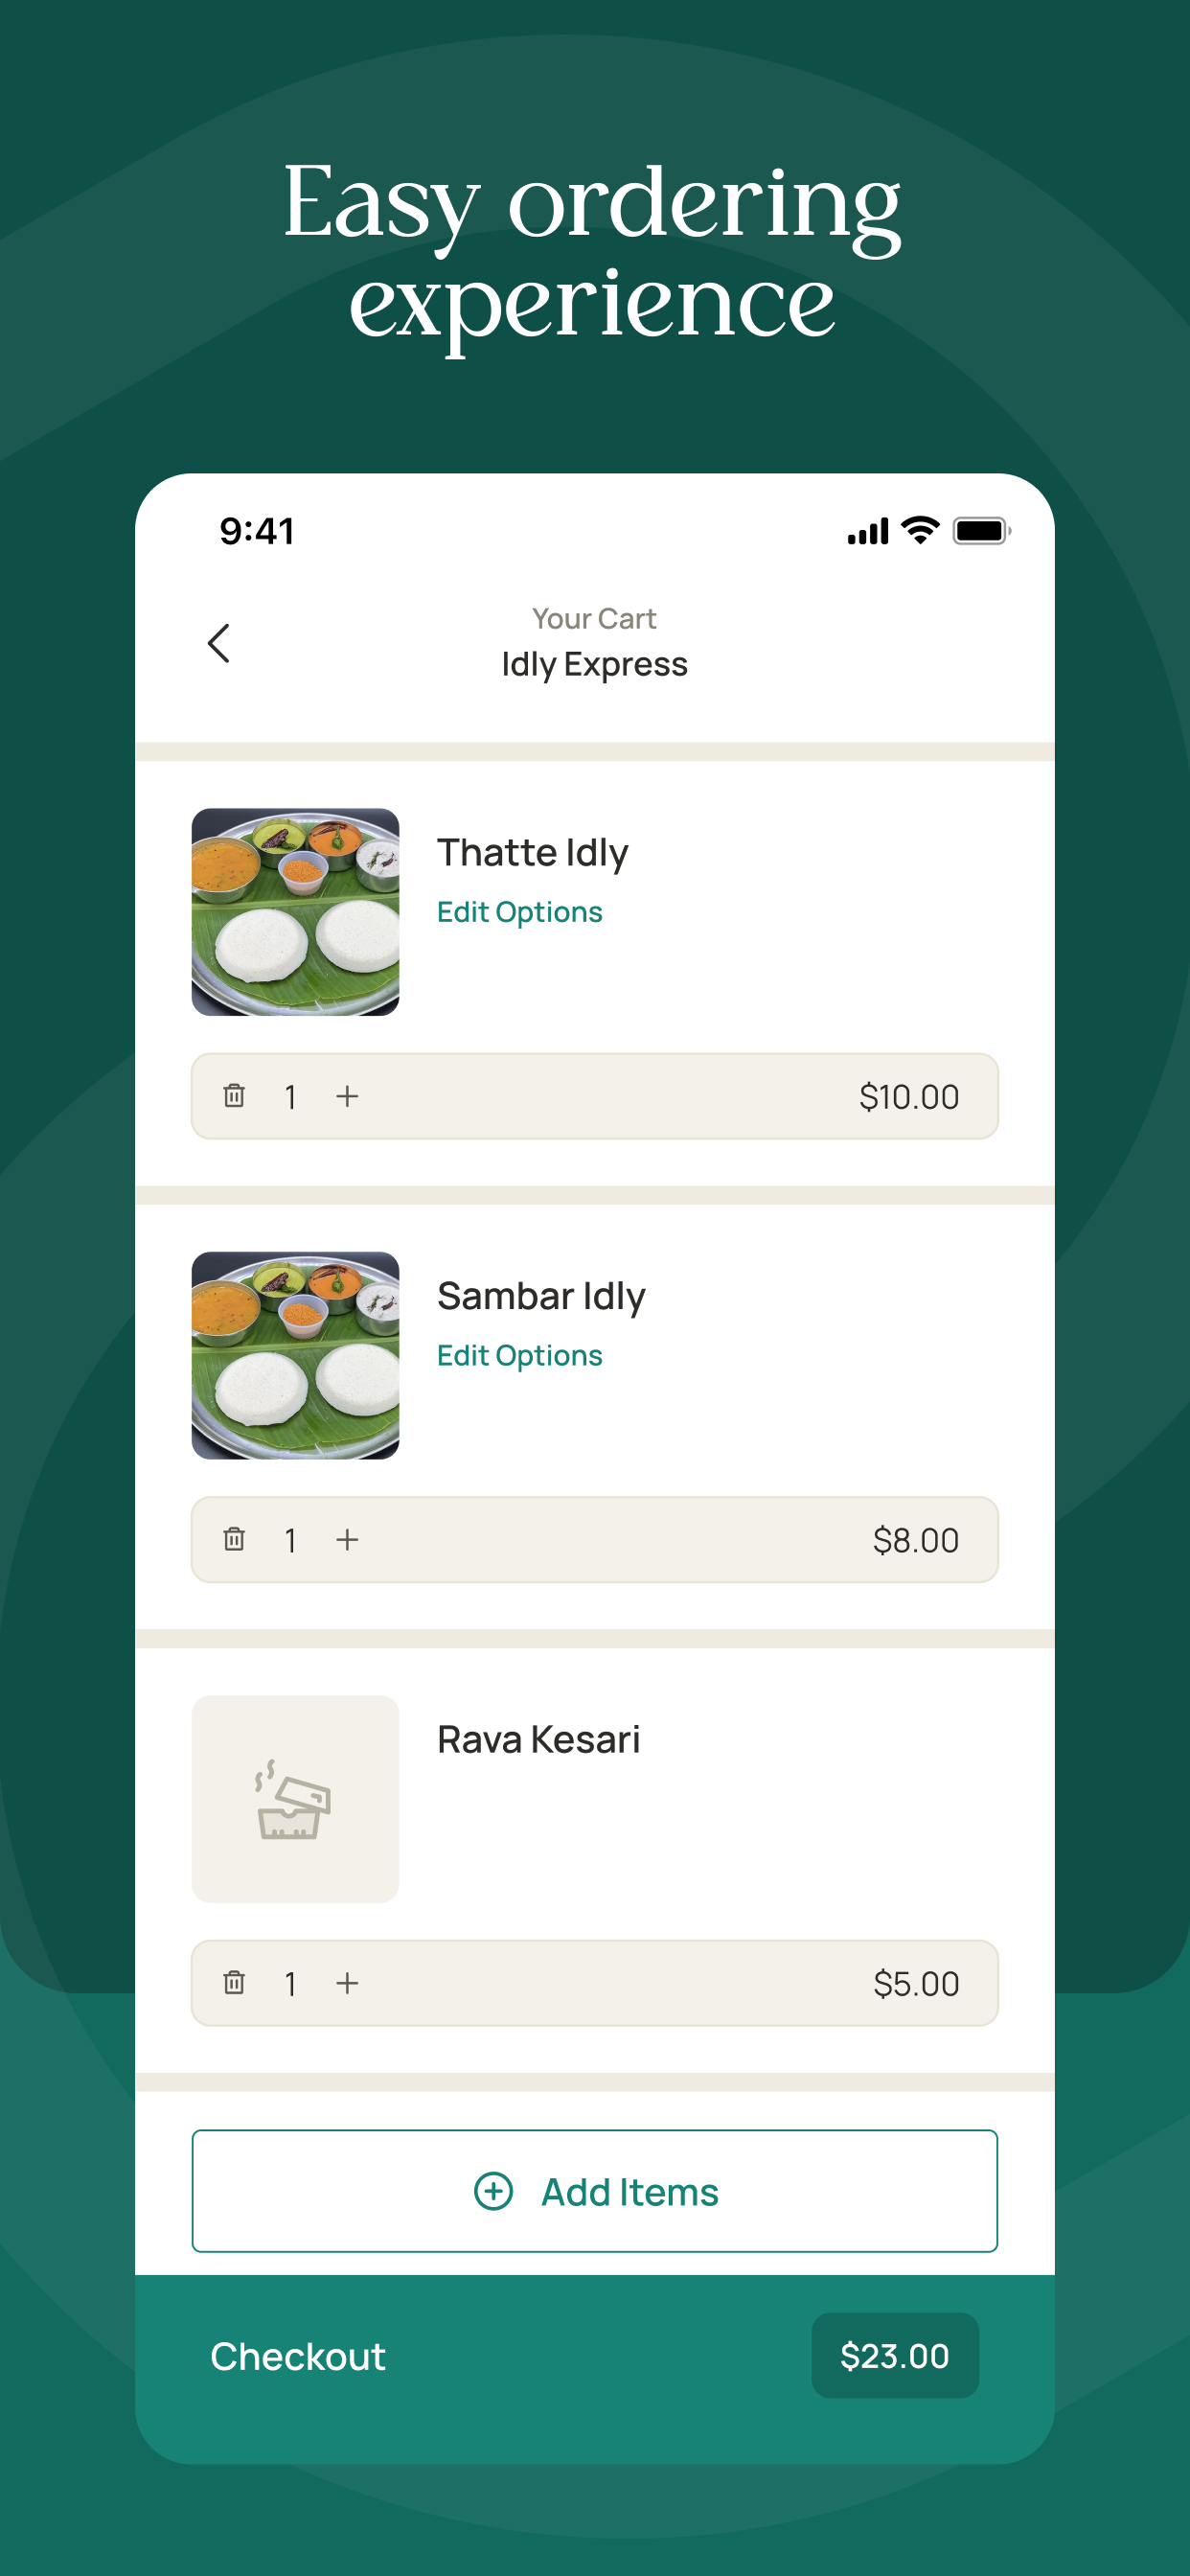 Easy ordering
experience
9:41
Your Cart
Idly Express
Thatte Idly
Edit Options
1
$10.00
Sambar Idly
Edit Options
1
$8.00
Rava Kesari
1
$5.00
Add Items
Checkout
$23.00